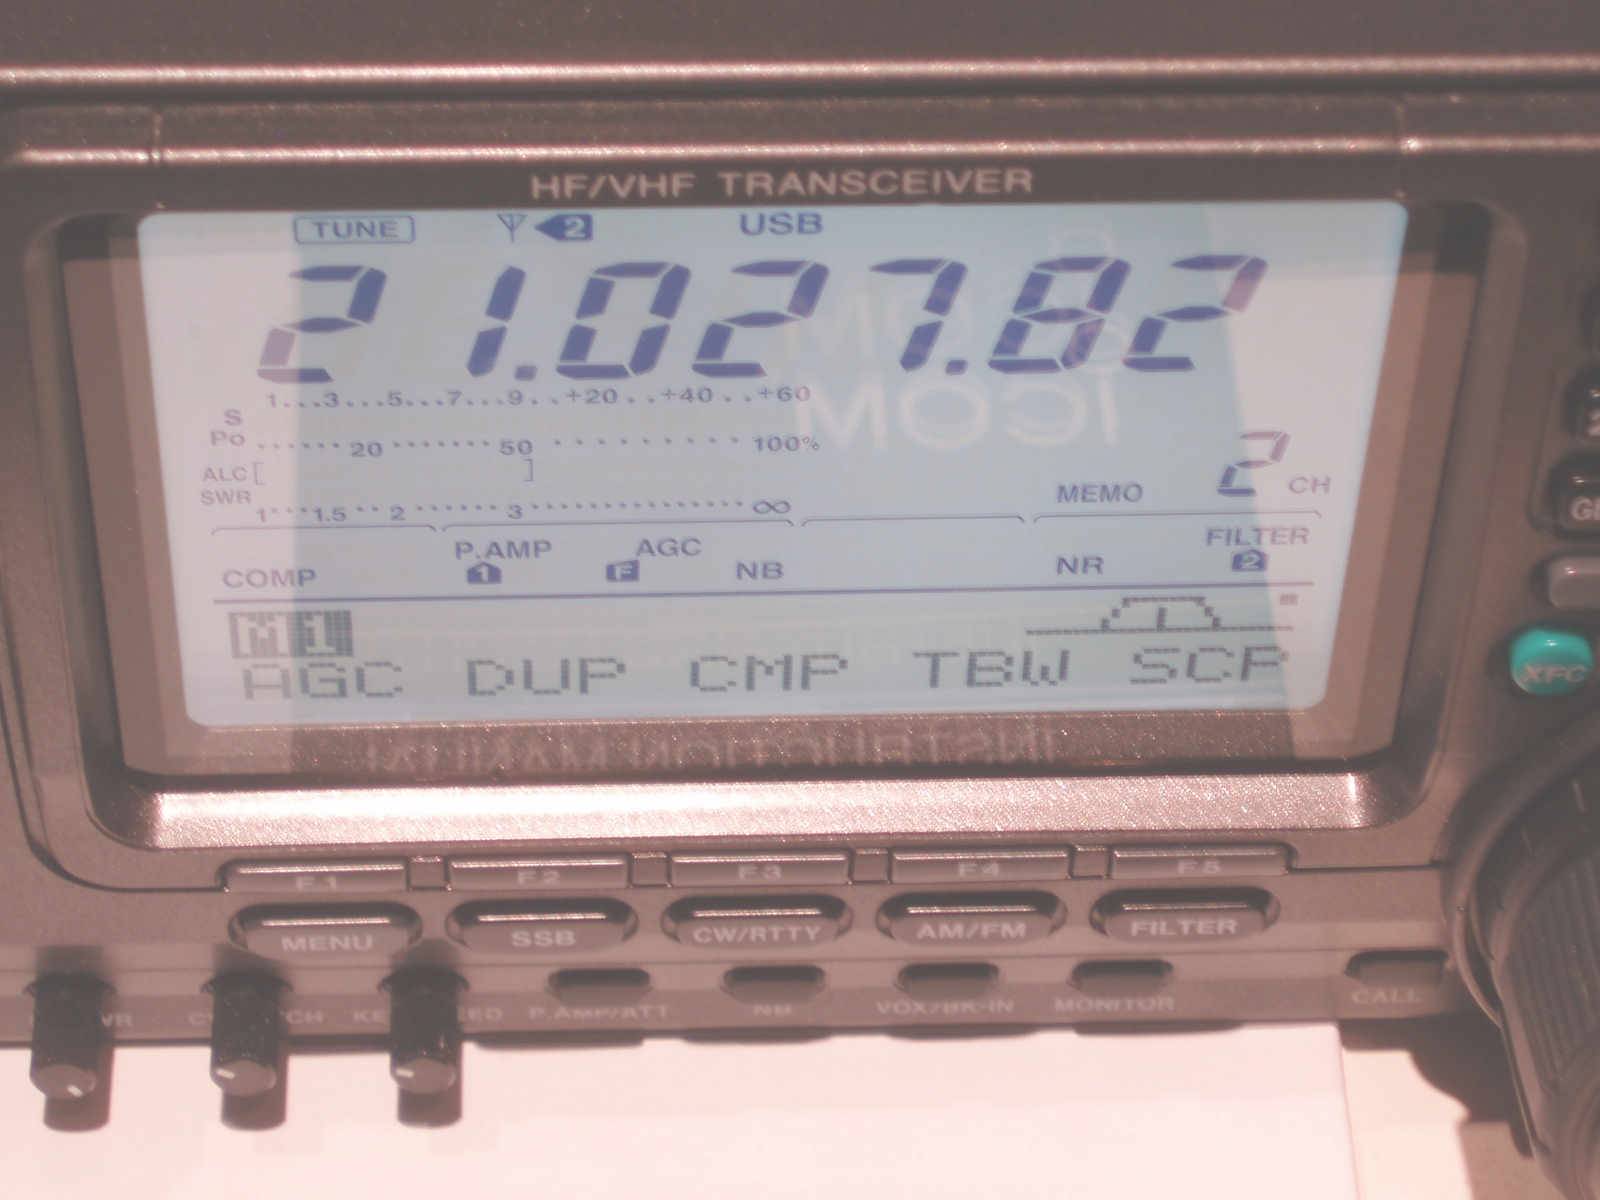 HF/VHF TRANSCEIVER
TUNE 2 USB
21.027.82
S 1...3...5...7...9..+20..+40..+60
Po ······20·······50·········100%
ICOM
ALC[ ]
SWR 1···1.5··2······3···············∞
MEMO 2 CH
COMP P.AMP 1 AGC F NB NR FILTER 2
M1
AGC DUP CMP TBW SCP
XFC
INSTRUCTION MANUAL
F1 F2 F3 F4 F5
MENU SSB CW/RTTY AM/FM FILTER
P.AMP/ATT NB VOX/BK-IN MONITOR CALL